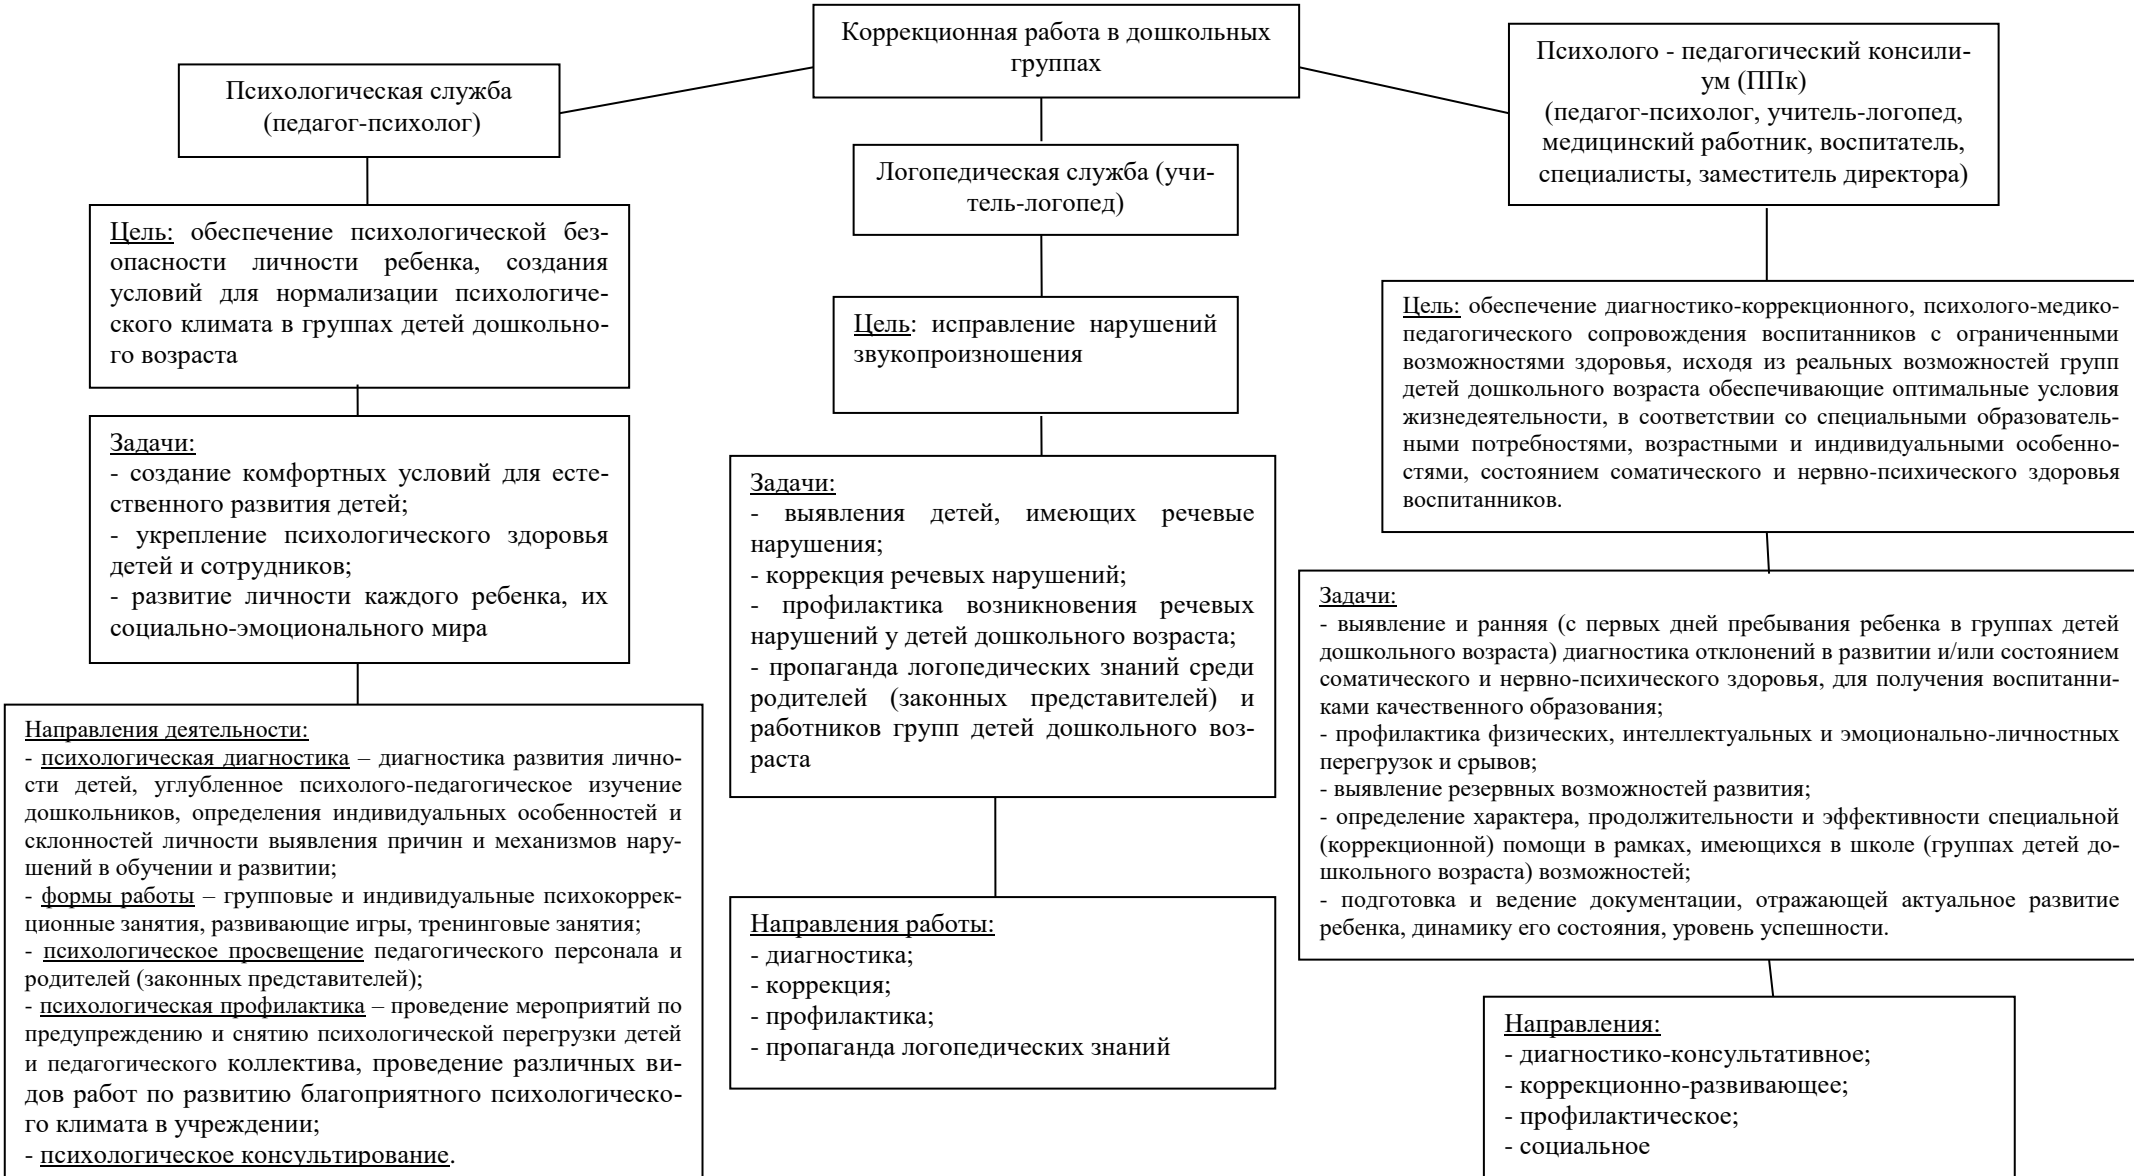 Коррекционная работа в дошкольных
группах
Психологическая служба
(педагог-психолог)
Цель: обеспечение психологической без-
опасности личности ребенка, создания
условий для нормализации психологиче-
ского климата в группах детей дошкольно-
го возраста
Задачи:
- создание комфортных условий для есте-
ственного развития детей;
- укрепление психологического здоровья
детей и сотрудников;
- развитие личности каждого ребенка, их
социально-эмоционального мира
Направления деятельности:
- психологическая диагностика – диагностика развития лично-
сти детей, углубленное психолого-педагогическое изучение
дошкольников, определения индивидуальных особенностей и
склонностей личности выявления причин и механизмов нару-
шений в обучении и развитии;
- формы работы – групповые и индивидуальные психокоррек-
ционные занятия, развивающие игры, тренинговые занятия;
- психологическое просвещение педагогического персонала и
родителей (законных представителей);
- психологическая профилактика – проведение мероприятий по
предупреждению и снятию психологической перегрузки детей
и педагогического коллектива, проведение различных ви-
дов работ по развитию благоприятного психологическо-
го климата в учреждении;
- психологическое консультирование.
Логопедическая служба (учи-
тель-логопед)
Цель: исправление нарушений
звукопроизношения
Задачи:
- выявления детей, имеющих речевые
нарушения;
- коррекция речевых нарушений;
- профилактика возникновения речевых
нарушений у детей дошкольного возраста;
- пропаганда логопедических знаний среди
родителей (законных представителей) и
работников групп детей дошкольного воз-
раста
Направления работы:
- диагностика;
- коррекция;
- профилактика;
- пропаганда логопедических знаний
Психолого - педагогический консили-
ум (ППк)
(педагог-психолог, учитель-логопед,
медицинский работник, воспитатель,
специалисты, заместитель директора)
Цель: обеспечение диагностико-коррекционного, психолого-медико-
педагогического сопровождения воспитанников с ограниченными
возможностями здоровья, исходя из реальных возможностей групп
детей дошкольного возраста обеспечивающие оптимальные условия
жизнедеятельности, в соответствии со специальными образователь-
ными потребностями, возрастными и индивидуальными особенно-
стями, состоянием соматического и нервно-психического здоровья
воспитанников.
Задачи:
- выявление и ранняя (с первых дней пребывания ребенка в группах детей
дошкольного возраста) диагностика отклонений в развитии и/или состоянием
соматического и нервно-психического здоровья, для получения воспитанни-
ками качественного образования;
- профилактика физических, интеллектуальных и эмоционально-личностных
перегрузок и срывов;
- выявление резервных возможностей развития;
- определение характера, продолжительности и эффективности специальной
(коррекционной) помощи в рамках, имеющихся в школе (группах детей до-
школьного возраста) возможностей;
- подготовка и ведение документации, отражающей актуальное развитие
ребенка, динамику его состояния, уровень успешности.
Направления:
- диагностико-консультативное;
- коррекционно-развивающее;
- профилактическое;
- социальное